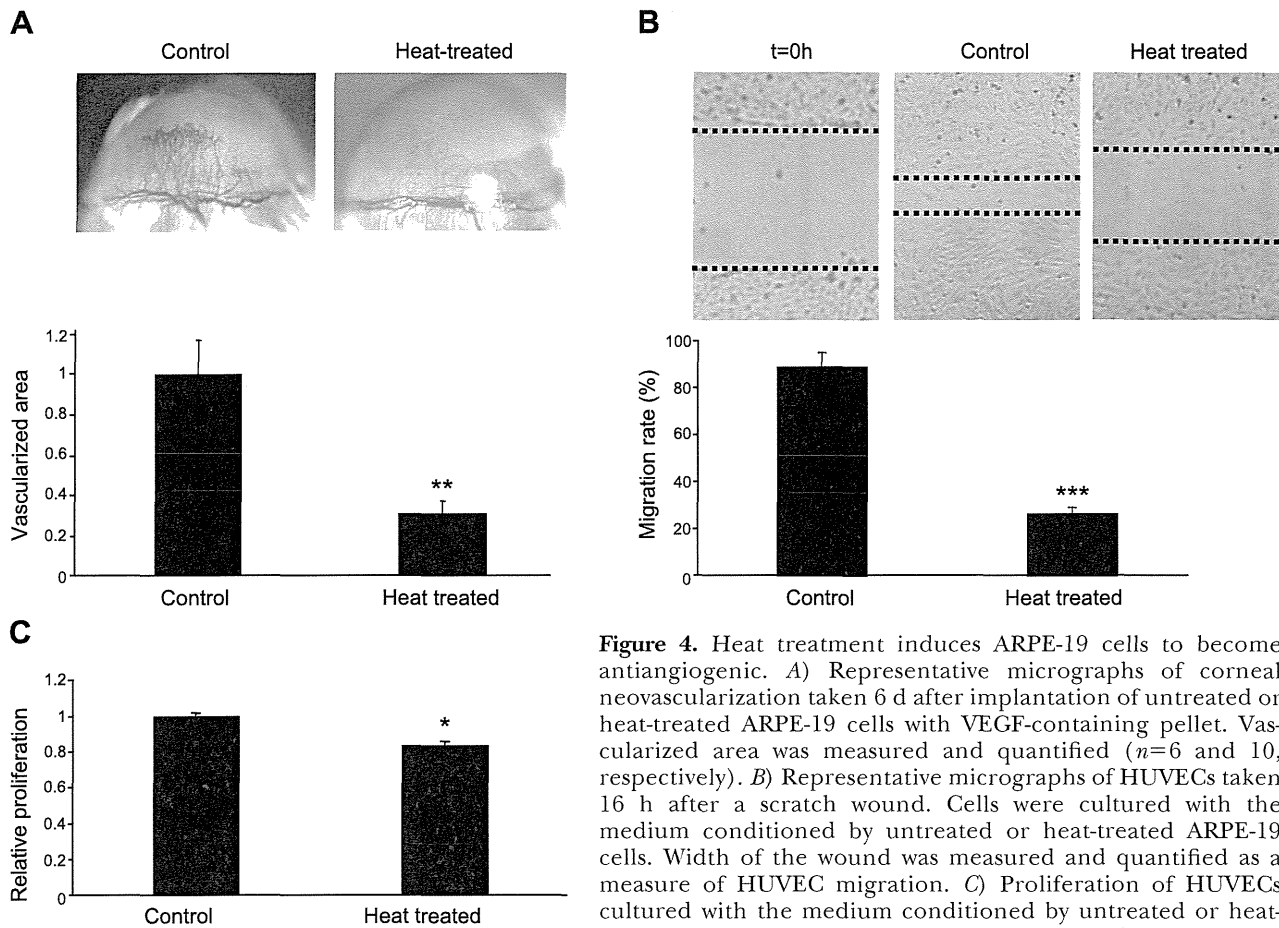 A
Control
Heat-treated
Vascularized area
1.2
1
0.8
0.6
0.4
0.2
0
**
Control
Heat treated
B
t=0h
Control
Heat treated
Migration rate (%)
100
80
60
40
20
0
***
Control
Heat treated
C
Relative proliferation
1.2
1
0.8
0.6
0.4
0.2
0
*
Control
Heat treated
Figure 4. Heat treatment induces ARPE-19 cells to become
antiangiogenic. A) Representative micrographs of corneal
neovascularization taken 6 d after implantation of untreated or
heat-treated ARPE-19 cells with VEGF-containing pellet. Vas-
cularized area was measured and quantified (n=6 and 10,
respectively). B) Representative micrographs of HUVECs taken
16 h after a scratch wound. Cells were cultured with the
medium conditioned by untreated or heat-treated ARPE-19
cells. Width of the wound was measured and quantified as a
measure of HUVEC migration. C) Proliferation of HUVECs
cultured with the medium conditioned by untreated or heat-